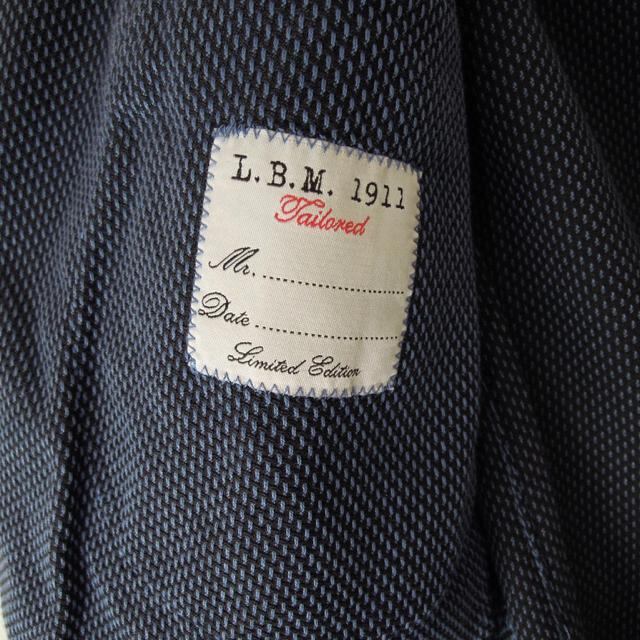 L.B.M. 1911
Tailored
Mr. ........................
Date ........................
Limited Edition